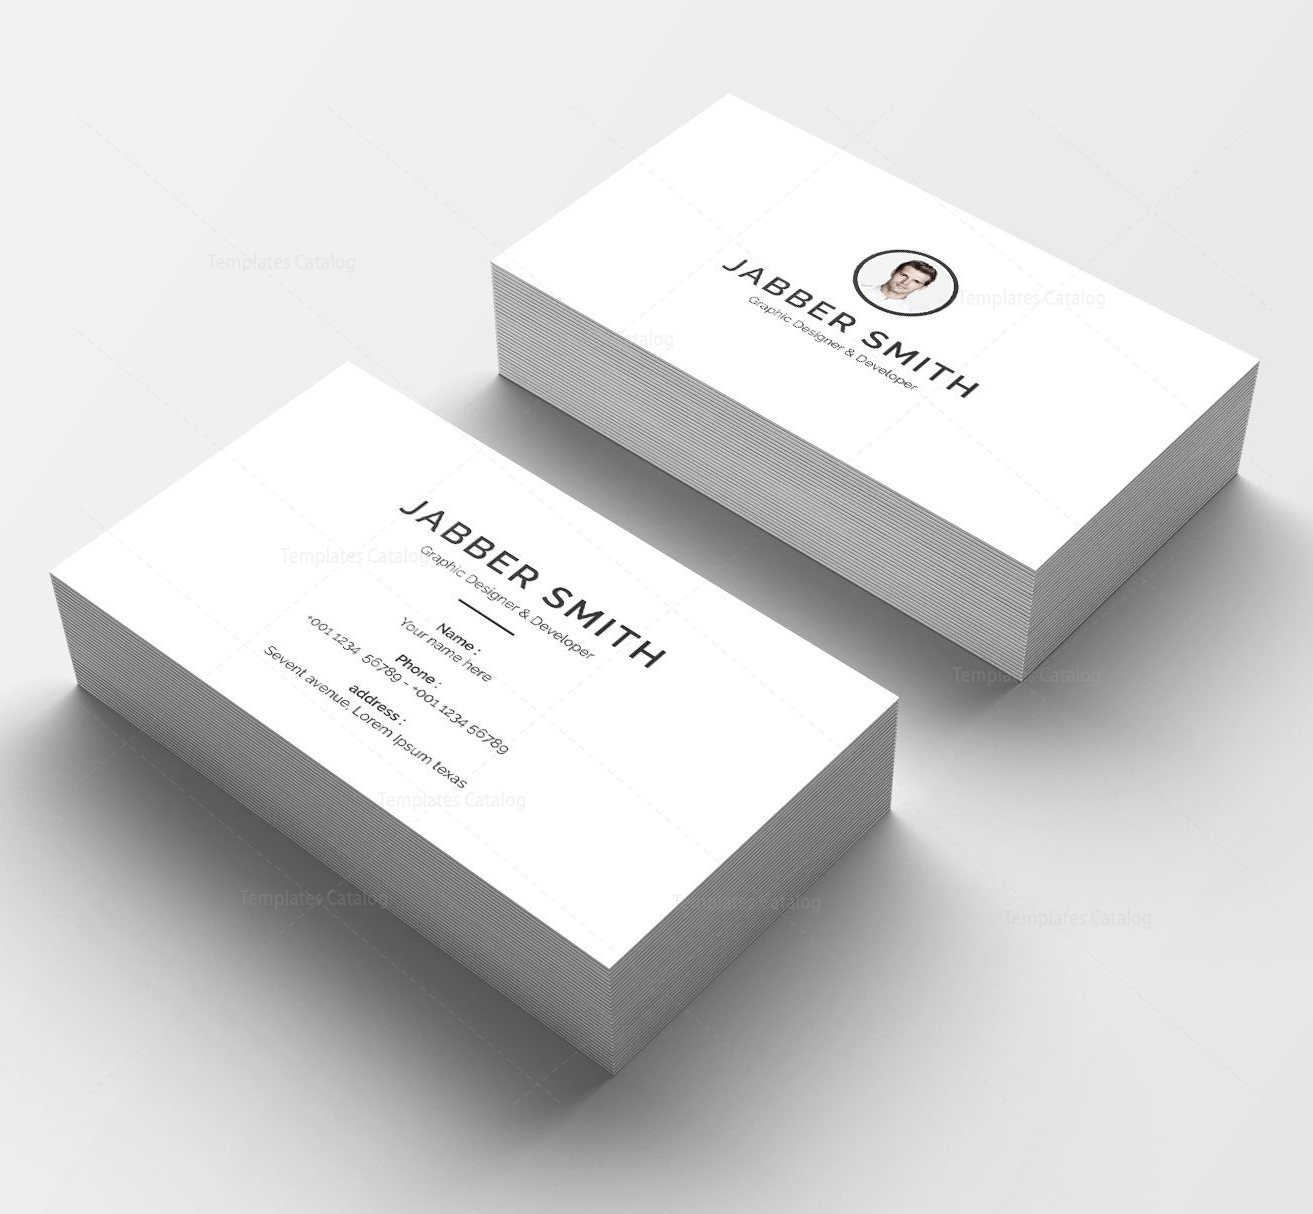 JABBER SMITH
Graphic Designer & Developer
JABBER SMITH
Graphic Designer & Developer
Name :
Your name here
Phone :
+001 1234 56789 - +001 1234 56789
address :
Sevent avenue, Lorem Ipsum texas
Templates Catalog
Templates Catalog
Templates Catalog
Templates Catalog
Templates Catalog
Templates Catalog
Templates Catalog
Templates Catalog